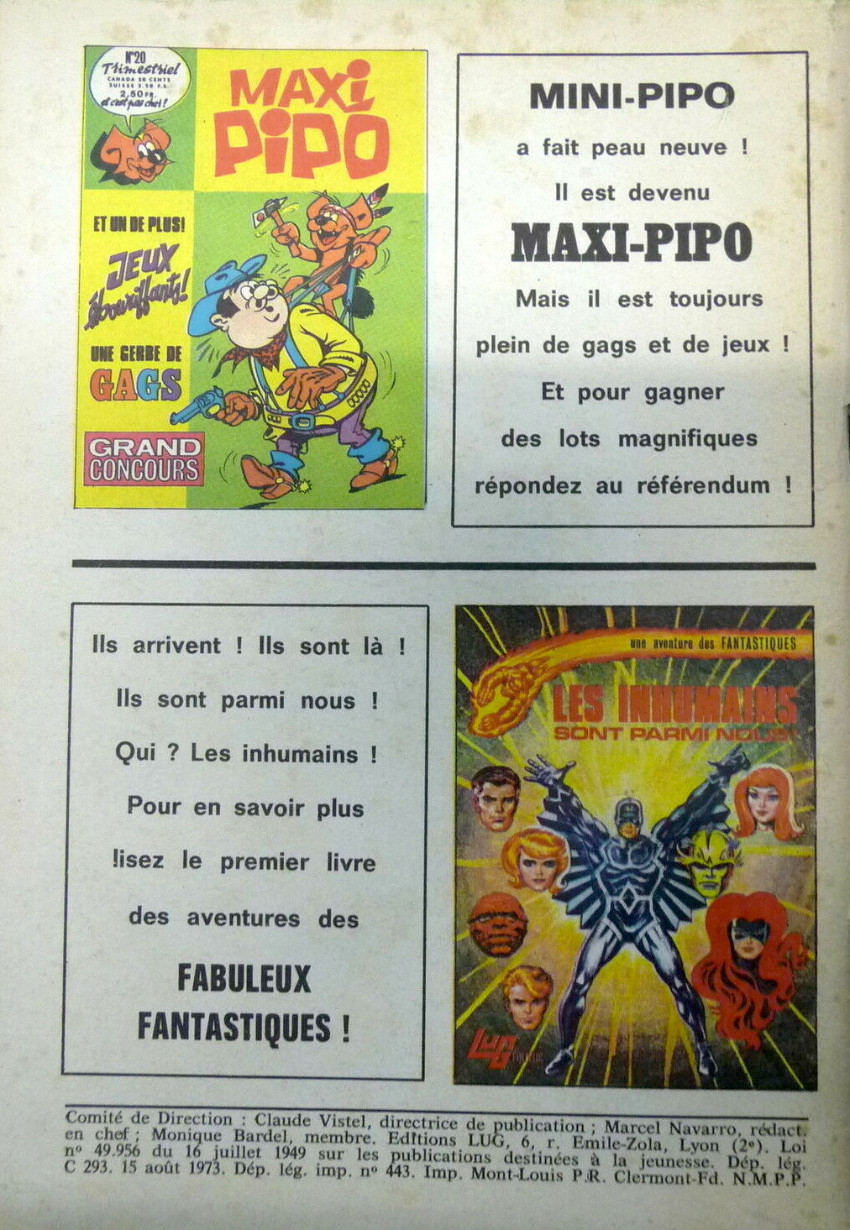 N°20
Trimestriel
CANADA 50 CENTS
SUISSE 2.50 F.S.
2,50 FR.
et c'est pas cher!
MAXI
PIPO
ET UN DE PLUS!
JEUX
ébouriffants!
UNE GERBE DE
GAGS
GRAND
CONCOURS
MINI-PIPO
a fait peau neuve !
Il est devenu
MAXI-PIPO
Mais il est toujours
plein de gags et de jeux !
Et pour gagner
des lots magnifiques
répondez au référendum !
Ils arrivent ! Ils sont là !
Ils sont parmi nous !
Qui ? Les inhumains !
Pour en savoir plus
lisez le premier livre
des aventures des
FABULEUX
FANTASTIQUES !
une aventure des FANTASTIQUES
LES INHUMAINS
SONT PARMI NOUS!
LUG
Comité de Direction : Claude Vistel, directrice de publication ; Marcel Navarro, rédact.
en chef ; Monique Bardel, membre. Editions LUG, 6, r. Emile-Zola, Lyon (2e). Loi
n° 49.956 du 16 juillet 1949 sur les publications destinées à la jeunesse. Dép. lég.
C 293. 15 août 1973. Dép. lég. imp. n° 443. Imp. Mont-Louis P.R. Clermont-Fd. N.M.P.P.